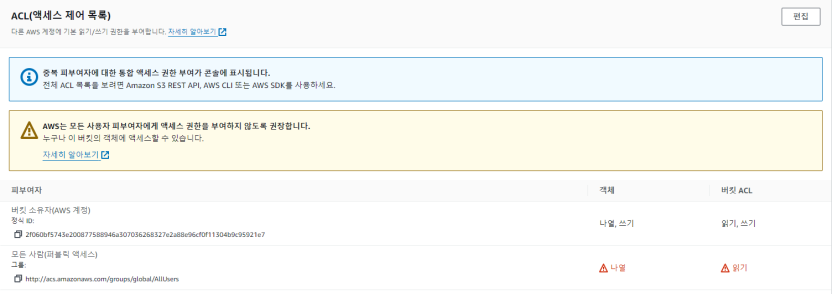 ACL(액세스 제어 목록)
편집
다른 AWS 계정에 기본 읽기/쓰기 권한을 부여합니다. 자세히 알아보기
중복 피부여자에 대한 통합 액세스 권한 부여가 콘솔에 표시됩니다.
전체 ACL 목록을 보려면 Amazon S3 REST API, AWS CLI 또는 AWS SDK를 사용하세요.
AWS는 모든 사용자 피부여자에게 액세스 권한을 부여하지 않도록 권장합니다.
누구나 이 버킷의 객체에 액세스할 수 있습니다.
자세히 알아보기
피부여자 객체 버킷 ACL
버킷 소유자(AWS 계정)
정식 ID:
나열, 쓰기 읽기, 쓰기
2f060bf5743e200877588946a307036268327e2a88e96cf0f11304b9c95921e7
모든 사람(퍼블릭 액세스)
그룹:
나열 읽기
http://acs.amazonaws.com/groups/global/AllUsers